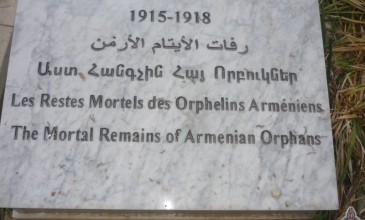 1915-1918
رفات الأيتام الأرمن
Աստ Հանգչին Հայ Որբուկներ
Les Restes Mortels des Orphelins Arméniens
The Mortal Remains of Armenian Orphans